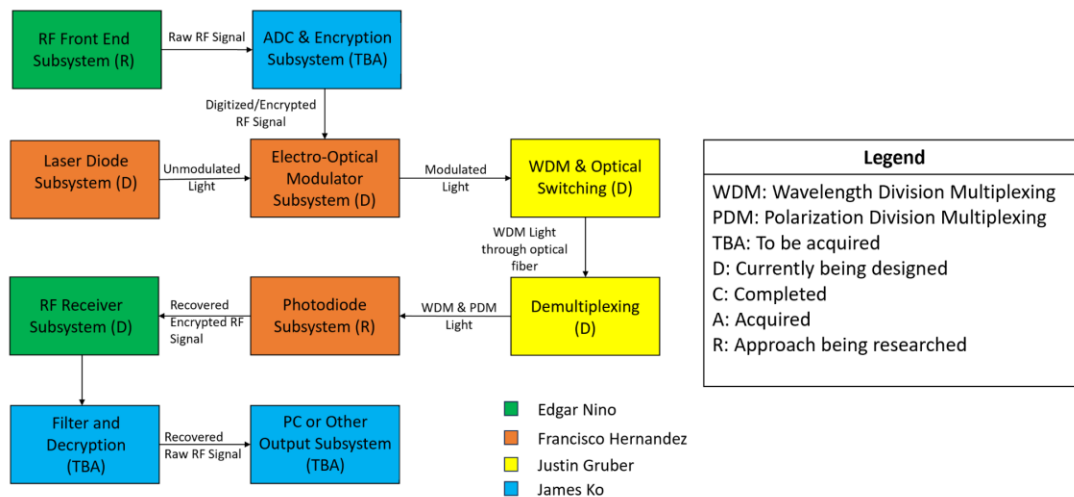 RF Front End
Subsystem (R)
Raw RF Signal
ADC & Encryption
Subsystem (TBA)
Digitized/Encrypted
RF Signal
Laser Diode
Subsystem (D)
Unmodulated
Light
Electro-Optical
Modulator
Subsystem (D)
Modulated
Light
WDM & Optical
Switching (D)
WDM Light
through optical
fiber
RF Receiver
Subsystem (D)
Recovered
Encrypted RF
Signal
Photodiode
Subsystem (R)
WDM & PDM
Light
Demultiplexing
(D)
Filter and
Decryption
(TBA)
Recovered
Raw RF Signal
PC or Other
Output Subsystem
(TBA)
Edgar Nino
Francisco Hernandez
Justin Gruber
James Ko
Legend
WDM: Wavelength Division Multiplexing
PDM: Polarization Division Multiplexing
TBA: To be acquired
D: Currently being designed
C: Completed
A: Acquired
R: Approach being researched